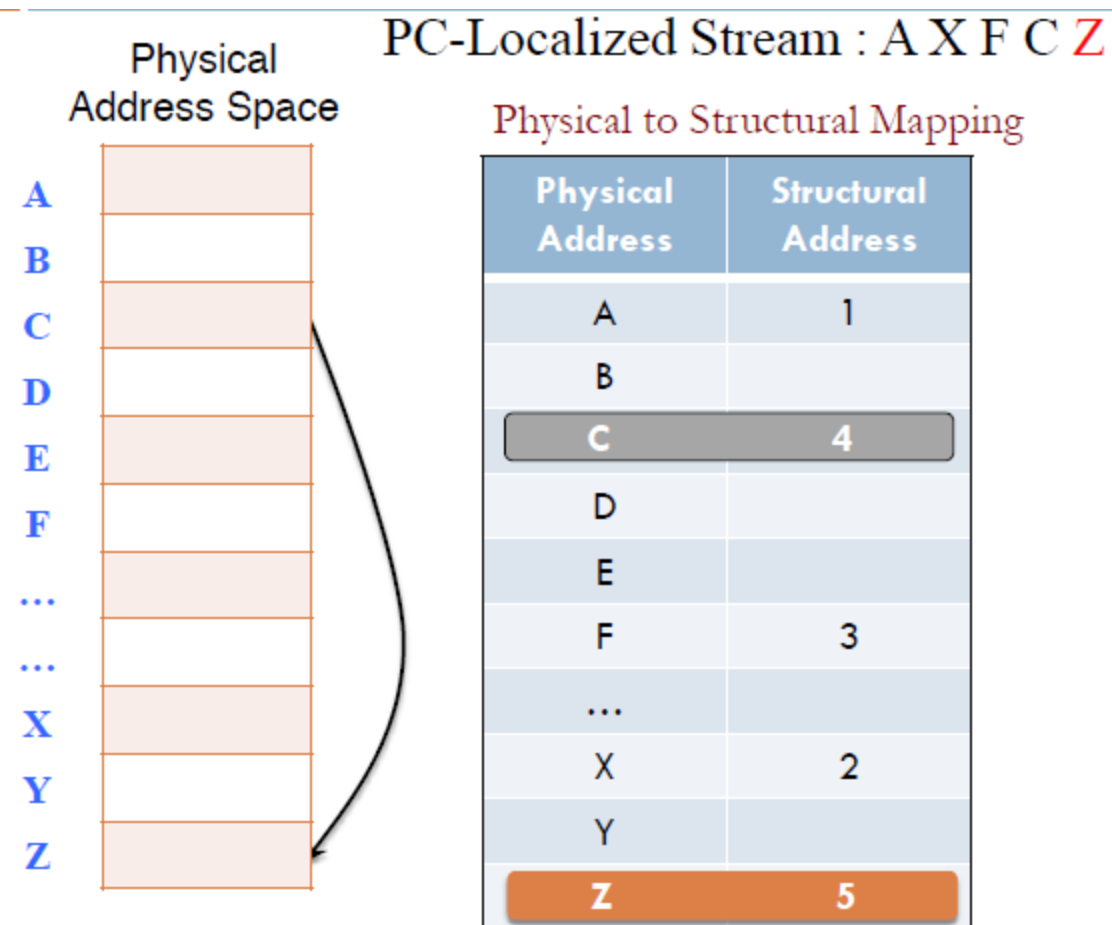 PC-Localized Stream : A X F C Z
Physical
Address Space
A
B
C
D
E
F
...
...
X
Y
Z
Physical to Structural Mapping
Physical Address Structural Address
A 1
B
C 4
D
E
F 3
...
X 2
Y
Z 5